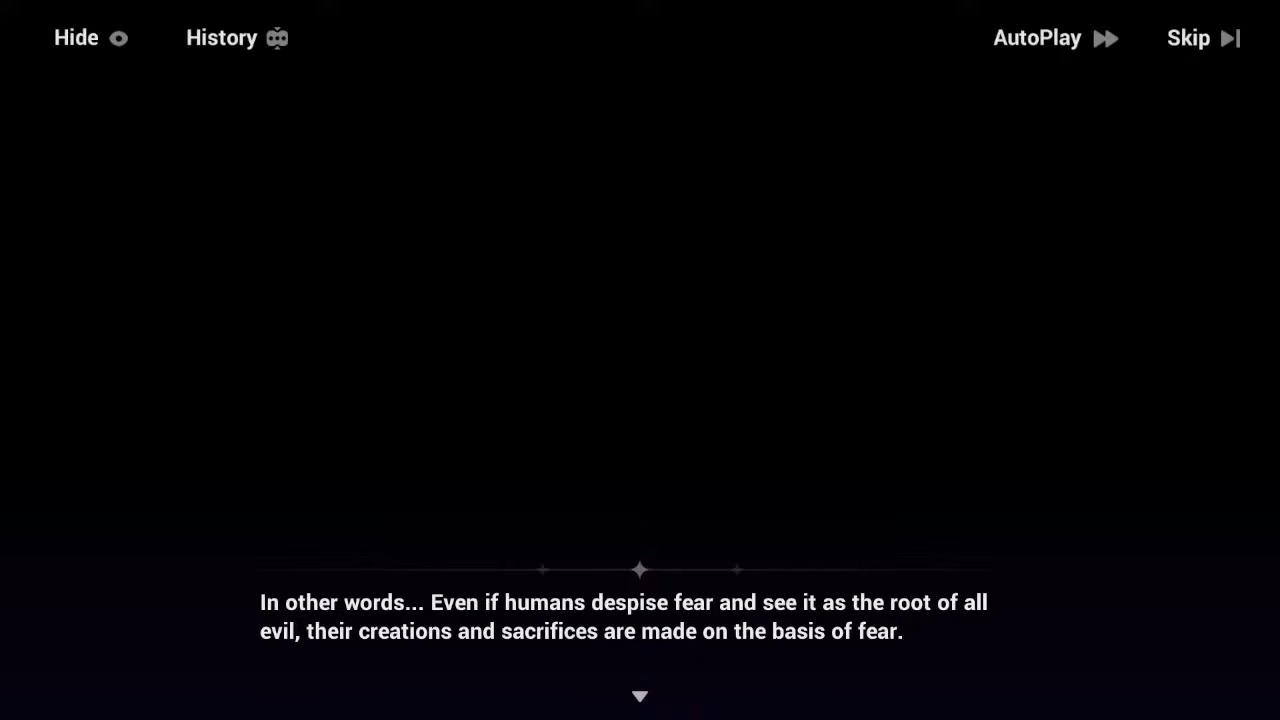 Hide
History
AutoPlay
Skip
In other words... Even if humans despise fear and see it as the root of all
evil, their creations and sacrifices are made on the basis of fear.